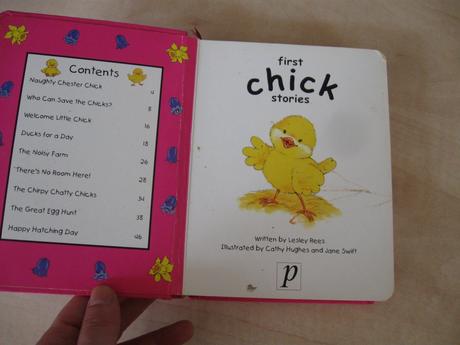 Contents
Naughty Chester Chick 4
Who Can Save the Chicks? 8
Welcome Little Chick 16
Ducks for a Day 18
The Noisy Farm 26
There's No Room Here! 28
The Chirpy Chatty Chicks 34
The Great Egg Hunt 38
Happy Hatching Day 46
first
chick
stories
Written by Lesley Rees
Illustrated by Cathy Hughes and Jane Swift
p